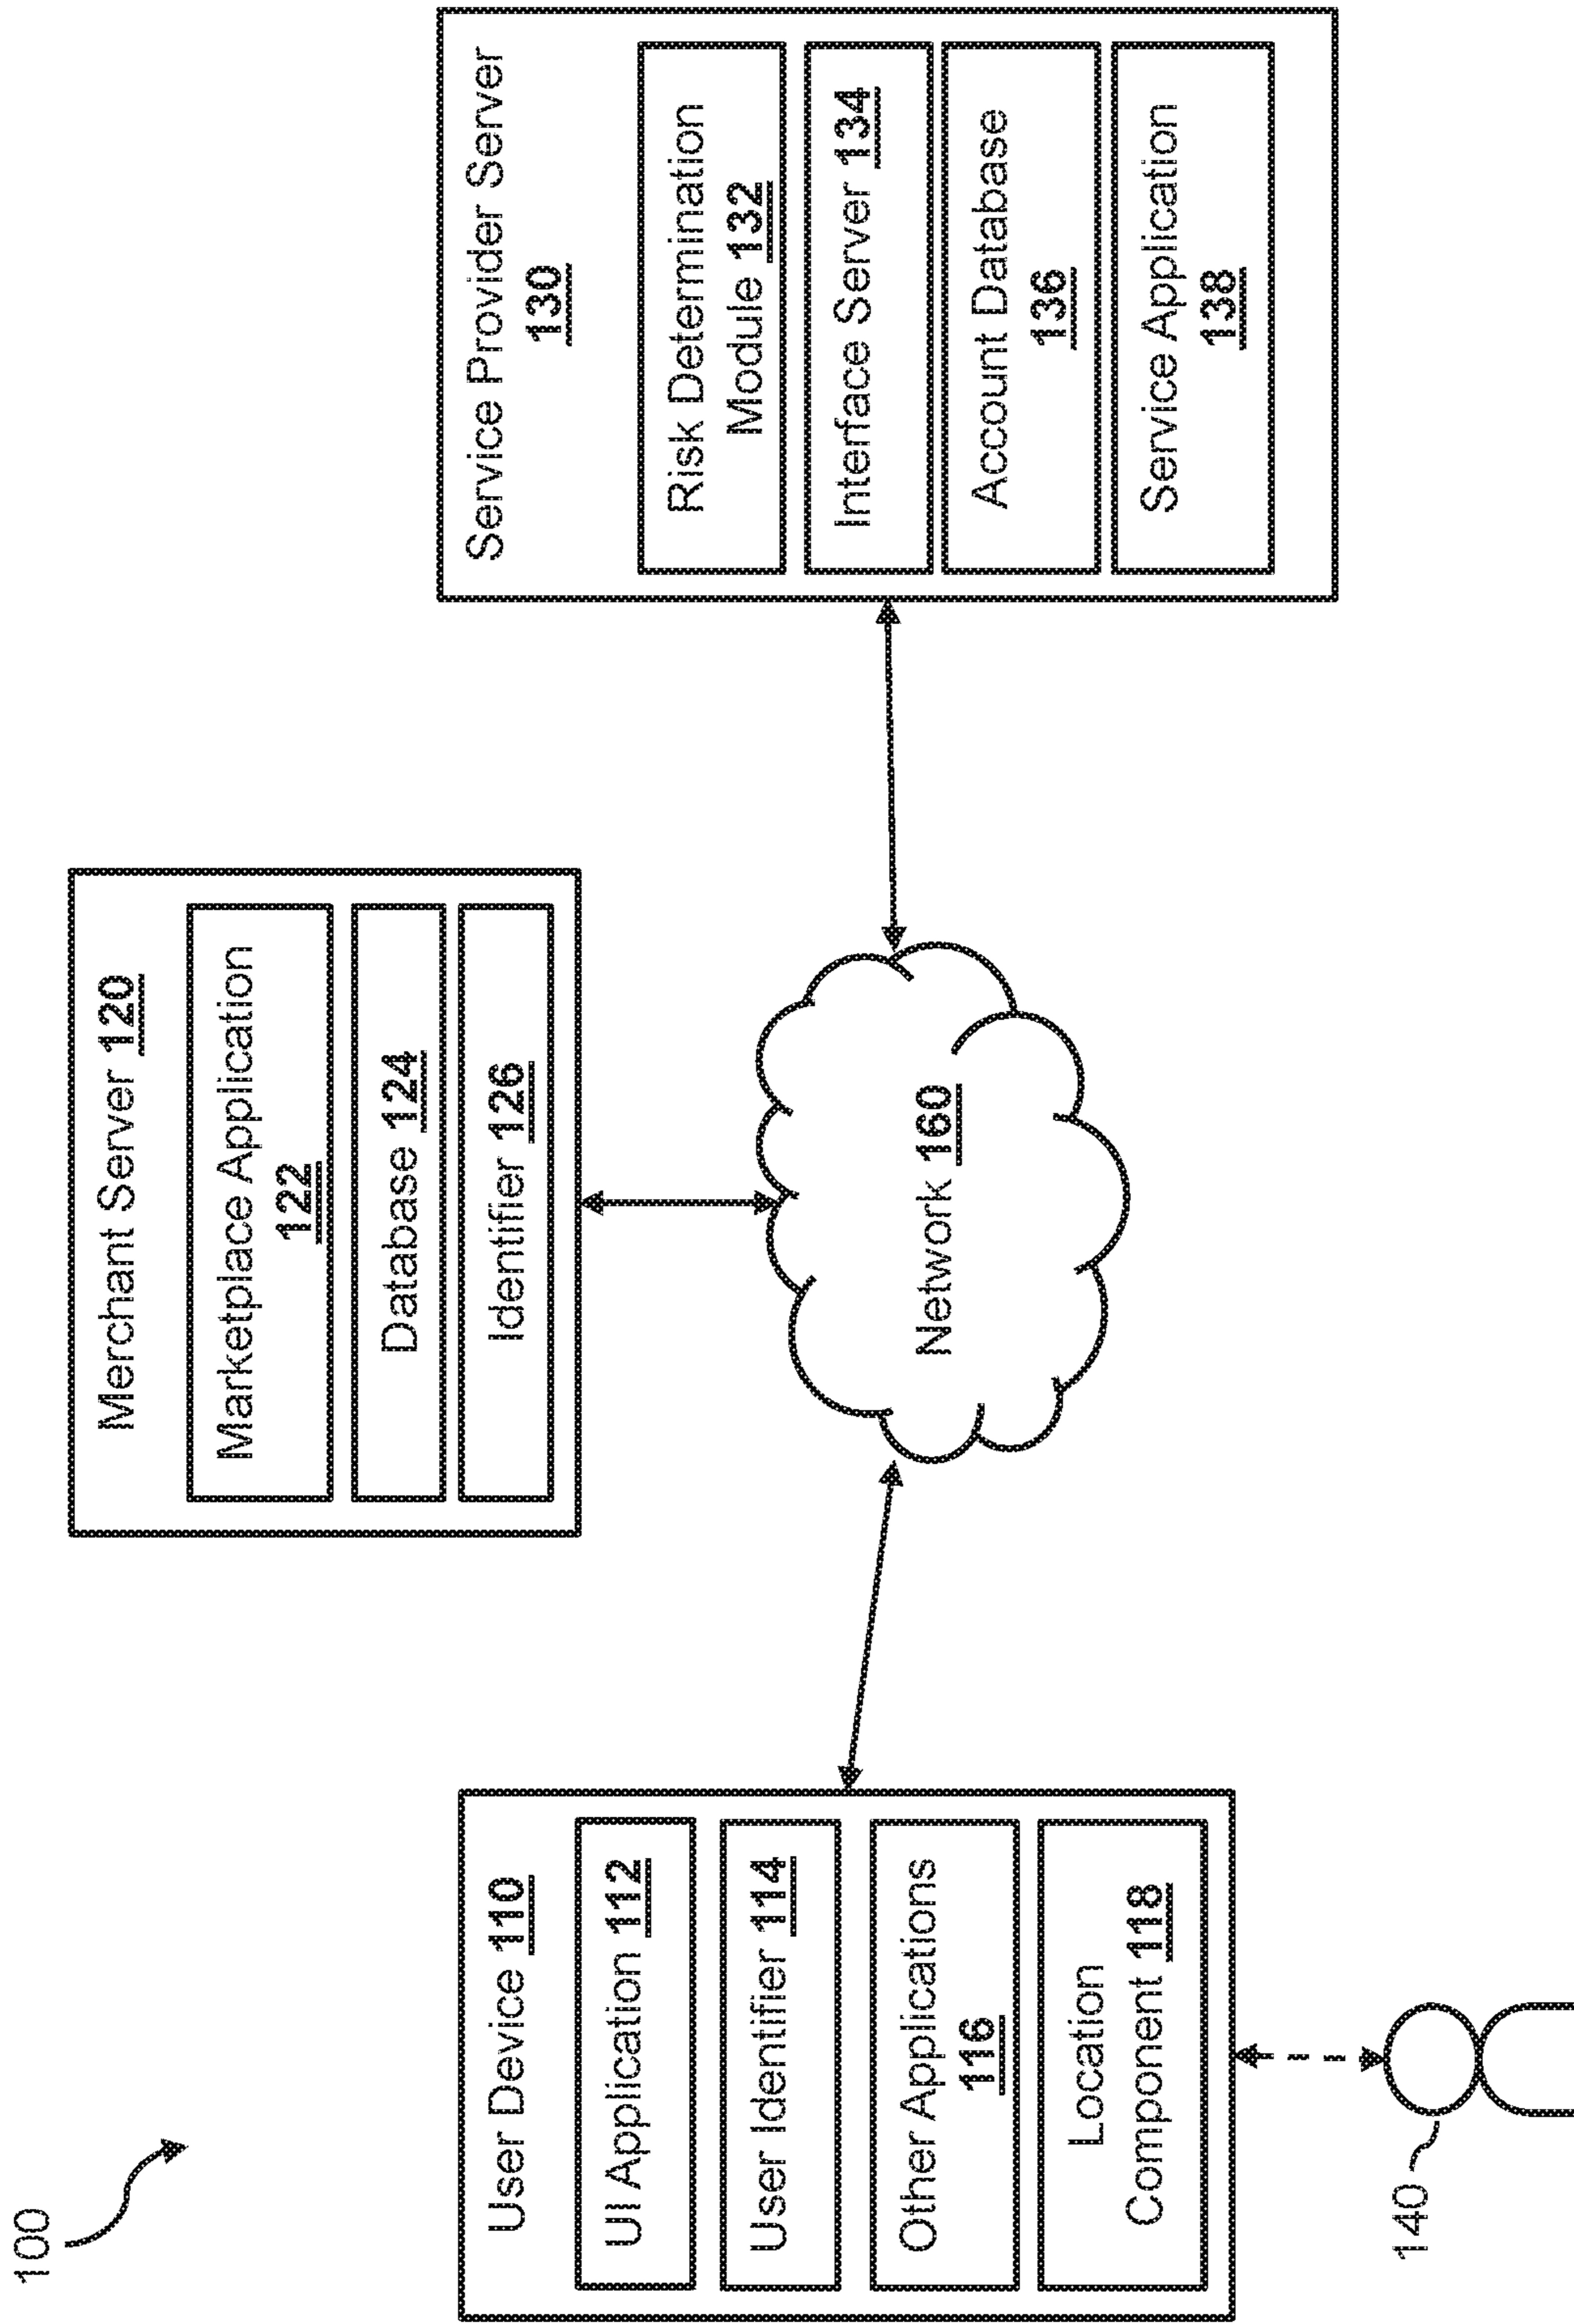 100
Merchant Server 120
Marketplace Application
122
Database 124
Identifier 126
User Device 110
UI Application 112
User Identifier 114
Other Applications
116
Location
Component 118
140
Network 160
Service Provider Server
130
Risk Determination
Module 132
Interface Server 134
Account Database
136
Service Application
138